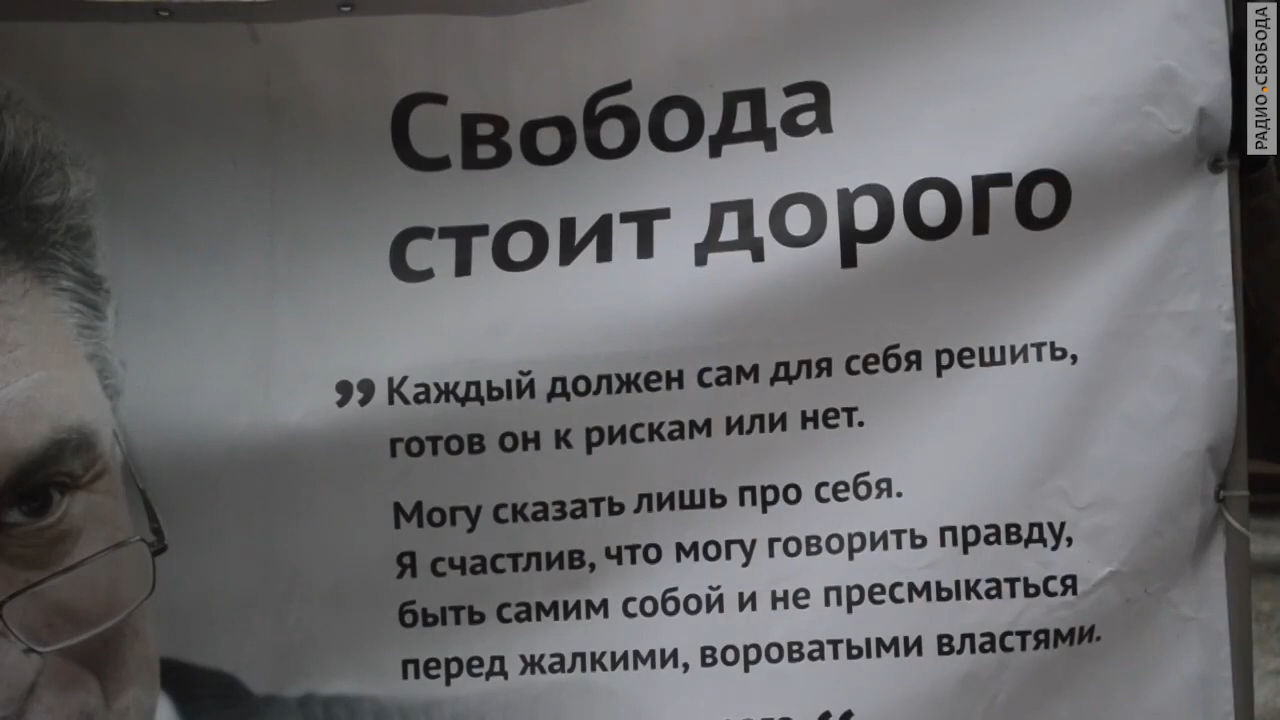 РАДИО СВОБОДА
Свобода
стоит дорого
” Каждый должен сам для себя решить,
готов он к рискам или нет.
Могу сказать лишь про себя.
Я счастлив, что могу говорить правду,
быть самим собой и не пресмыкаться
перед жалкими, вороватыми властями.